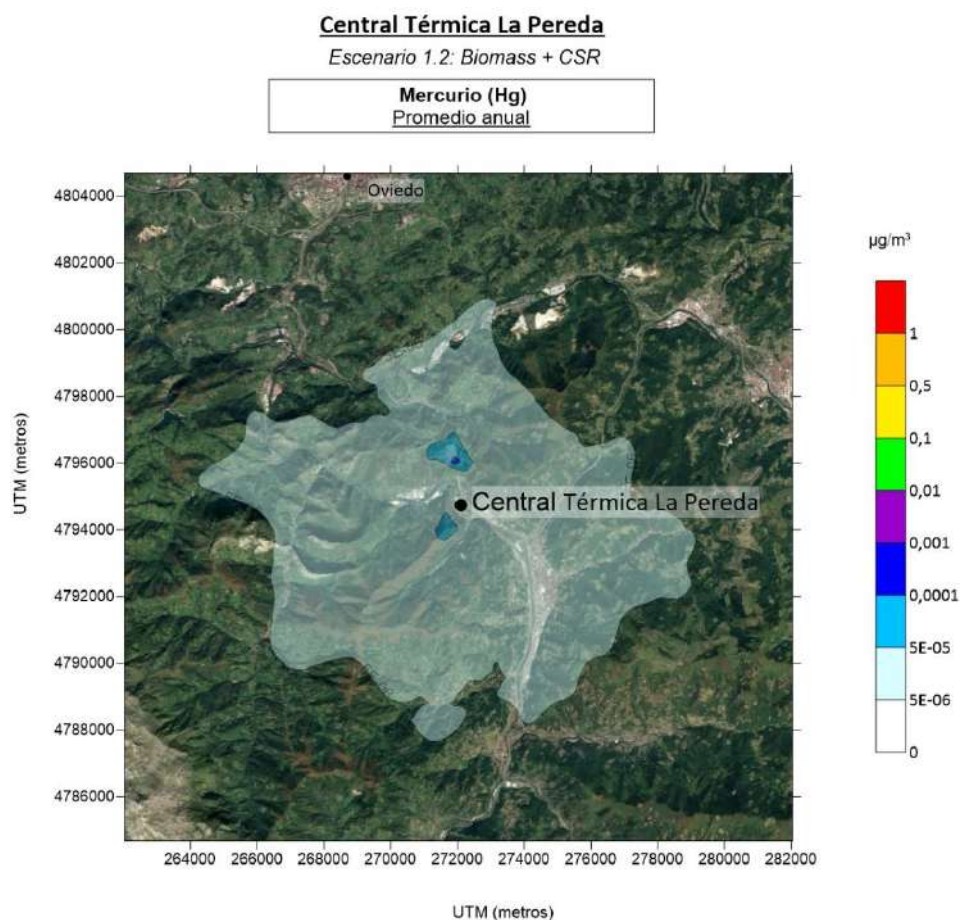 Central Térmica La Pereda
Escenario 1.2: Biomass + CSR
Mercurio (Hg)
Promedio anual
4804000
4802000
4800000
4798000
4796000
4794000
4792000
4790000
4788000
4786000
UTM (metros)
Oviedo
Central Térmica La Pereda
264000 266000 268000 270000 272000 274000 276000 278000 280000 282000
UTM (metros)
µg/m³
1
0,5
0,1
0,01
0,001
0,0001
5E-05
5E-06
0